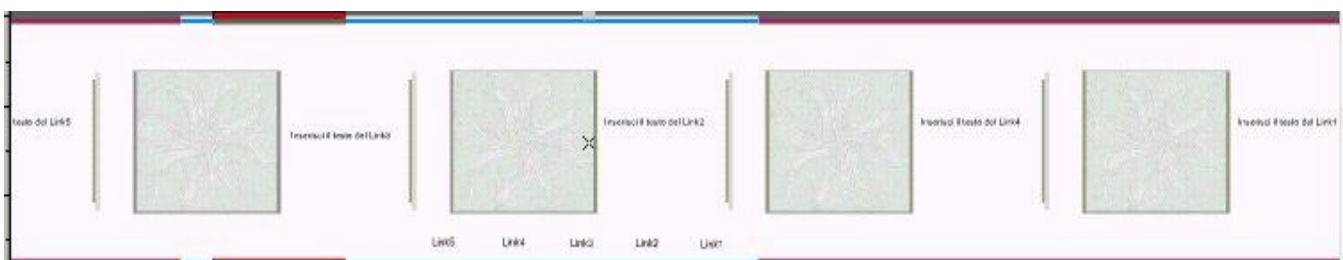 testo del Link5
Inserisci il testo del Link3
Inserisci il testo del Link2
Inserisci il testo del Link4
Inserisci il testo del Link1
Link5 Link4 Link3 Link2 Link1